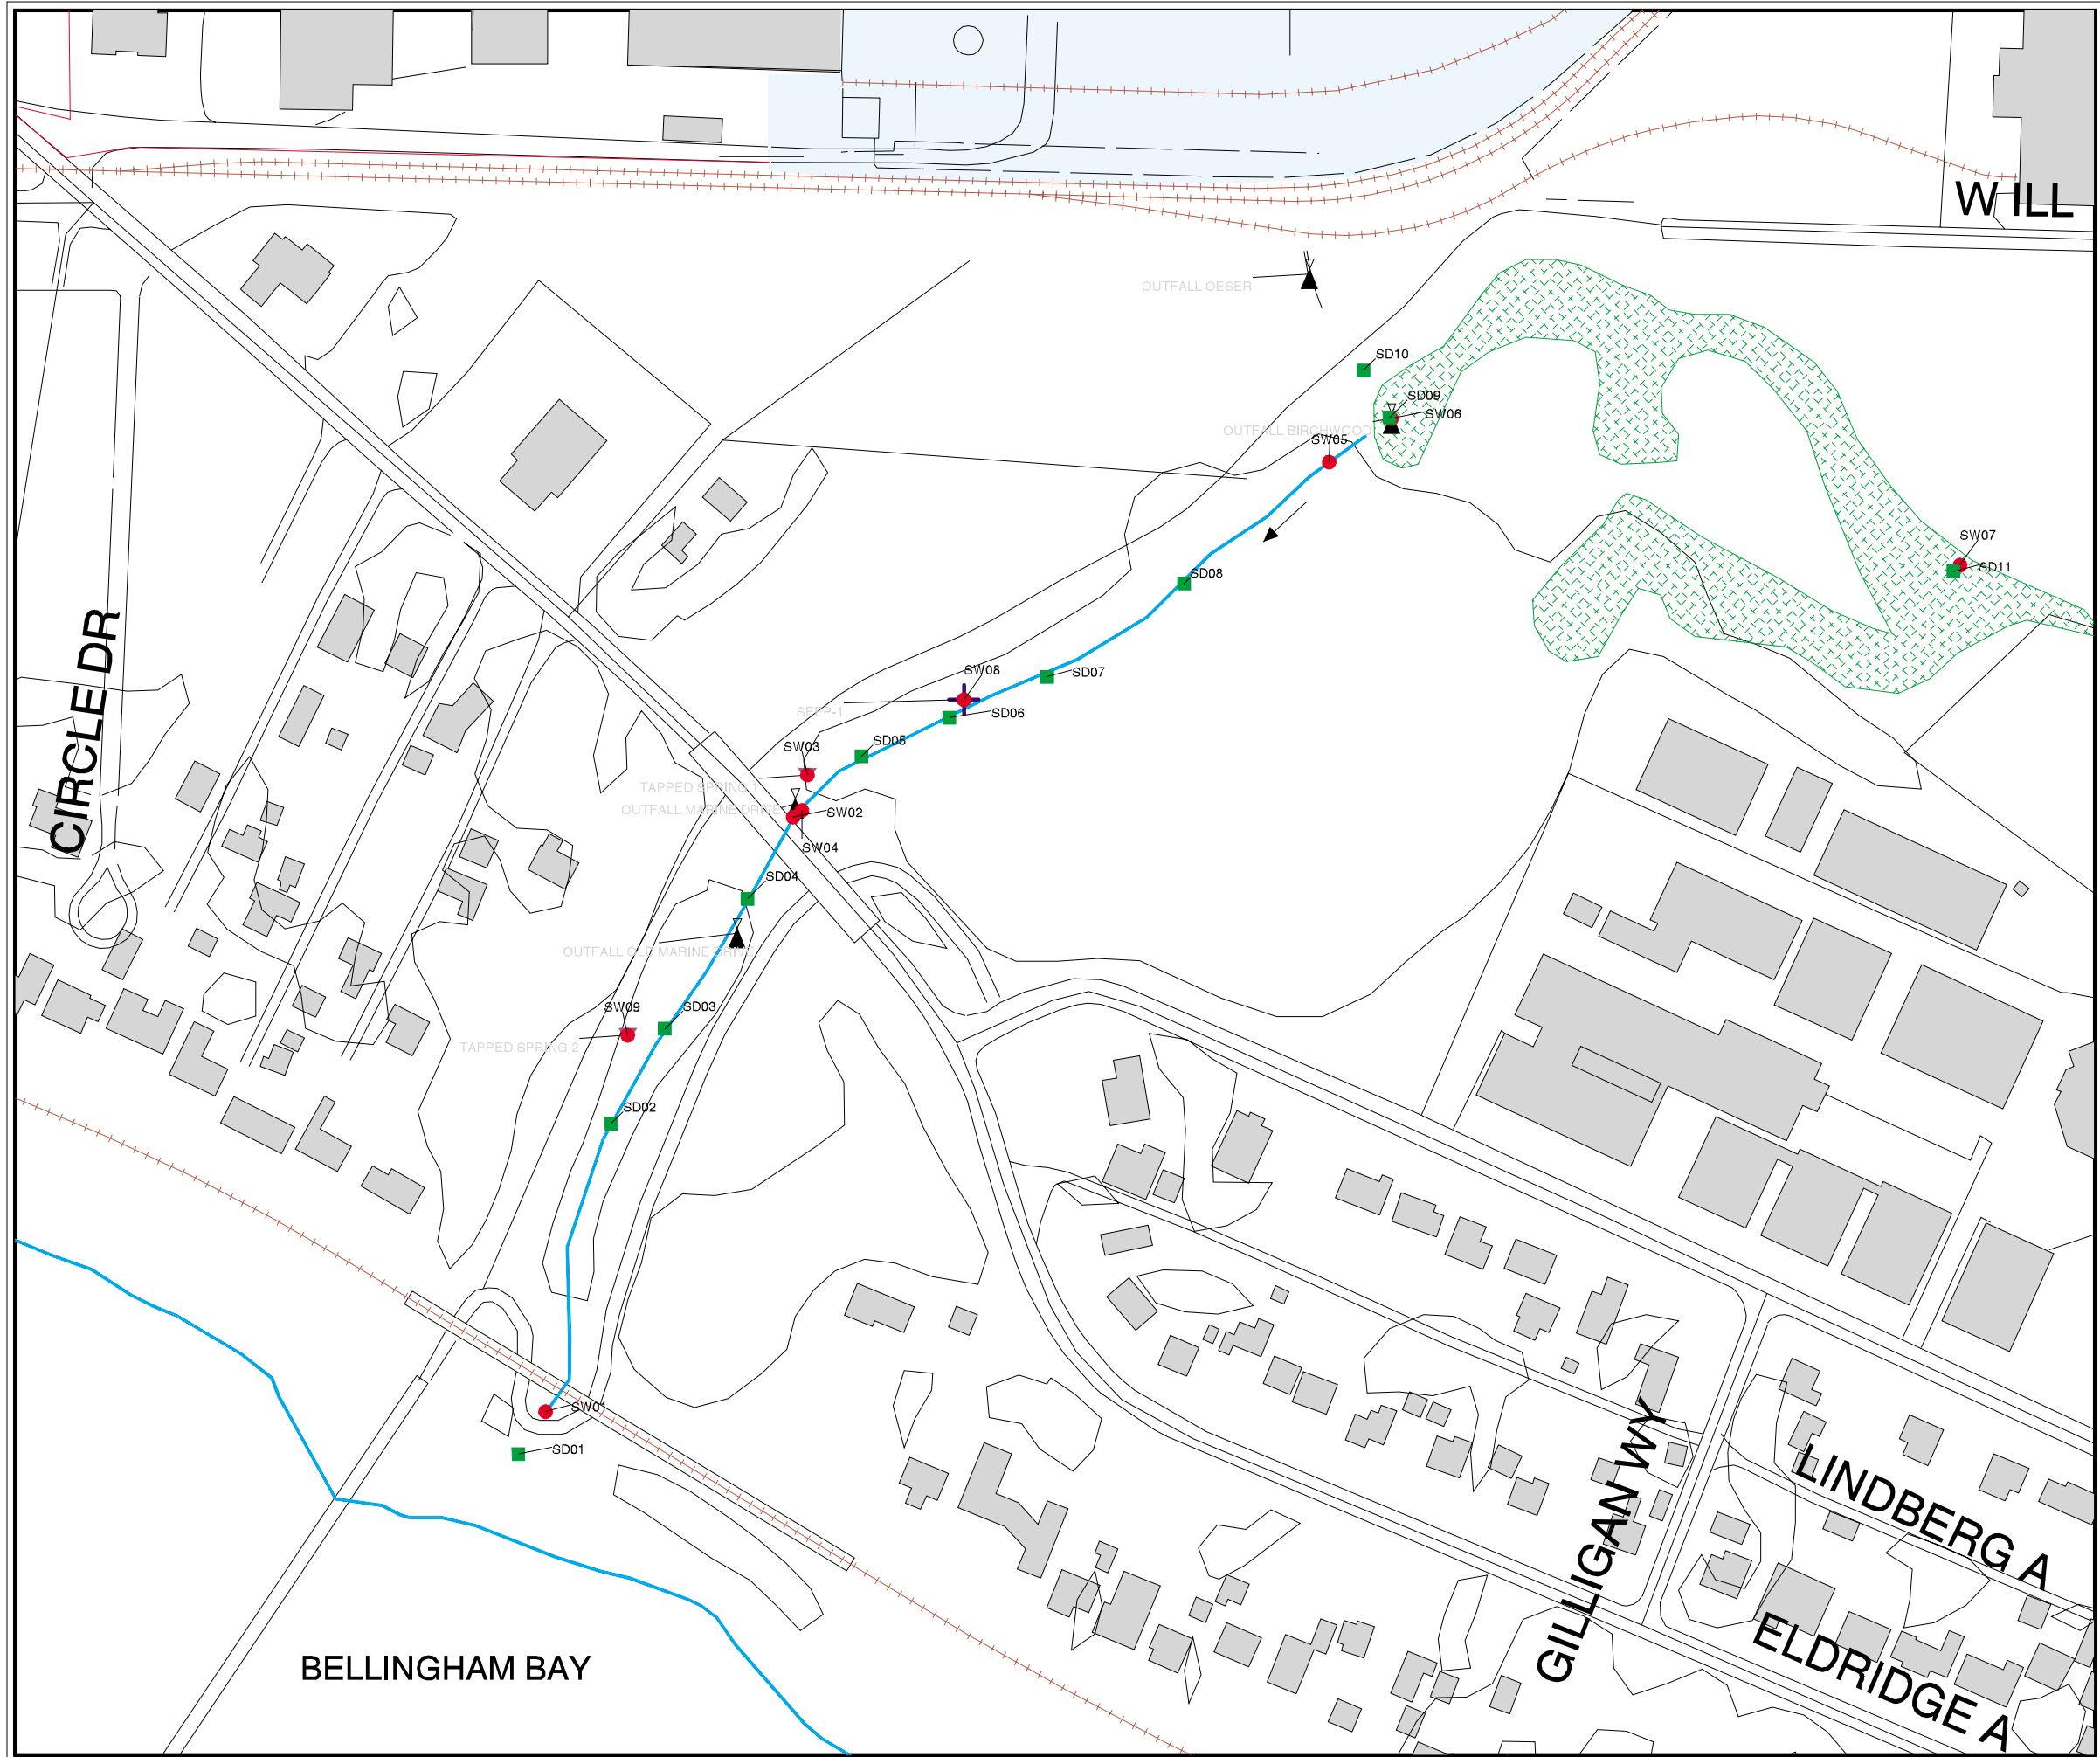 W ILL
OUTFALL OESER
SD10
SD09
SW06
OUTFALL BIRCHWOOD
SW05
SW07
SD11
SD08
CIRCLE DR
SW08
SD07
SEEP-1
SD06
SD05
SW03
TAPPED SPRING 1
OUTFALL MARINE DRIVE
SW02
SW04
SD04
OUTFALL OLD MARINE DRIVE
SW09
SD03
TAPPED SPRING 2
SD02
SW01
SD01
GILLIGAN WY
LINDBERG A
ELDRIDGE A
BELLINGHAM BAY